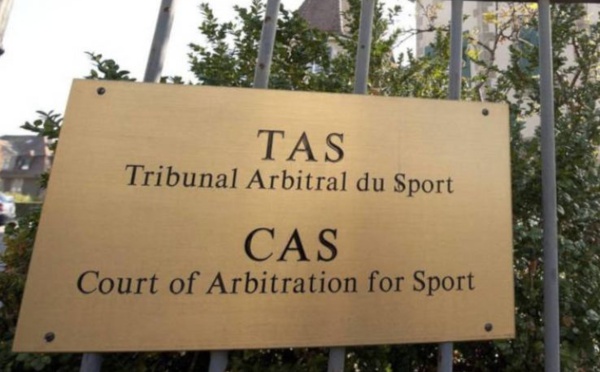 TAS
Tribunal Arbitral du Sport
CAS
Court of Arbitration for Sport